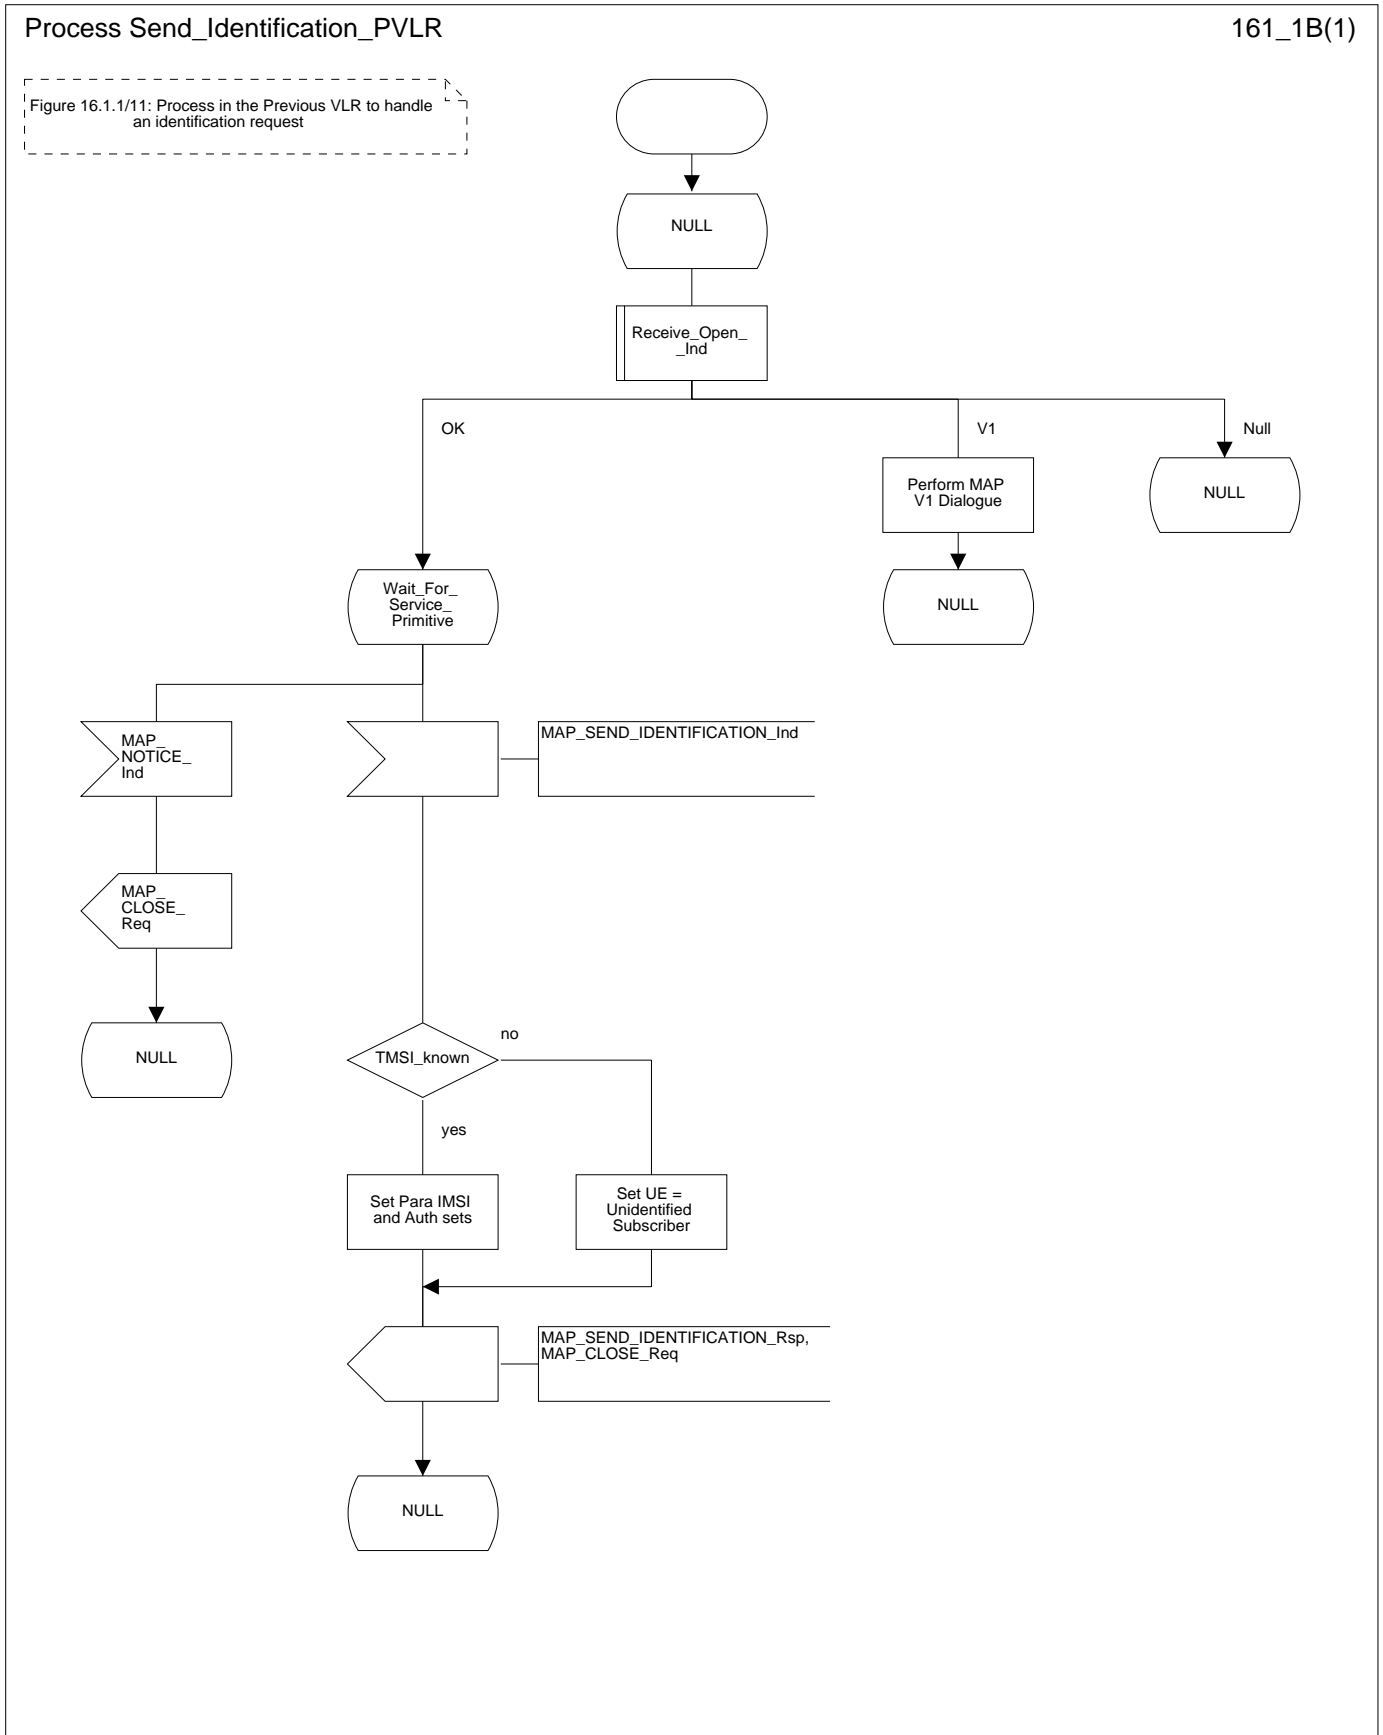 Process Send_Identification_PVLR
161_1B(1)
Figure 16.1.1/11: Process in the Previous VLR to handle
an identification request
NULL
Receive_Open_
_Ind
OK
V1
Null
Perform MAP
V1 Dialogue
NULL
Wait_For_
Service_
Primitive
NULL
MAP_
NOTICE_
Ind
MAP_SEND_IDENTIFICATION_Ind
MAP_
CLOSE_
Req
NULL
TMSI_known
no
yes
Set Para IMSI
and Auth sets
Set UE =
Unidentified
Subscriber
MAP_SEND_IDENTIFICATION_Rsp,
MAP_CLOSE_Req
NULL